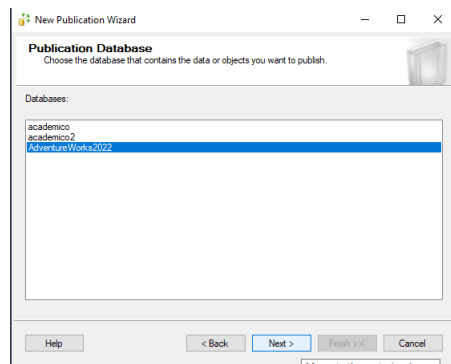 New Publication Wizard
Publication Database
Choose the database that contains the data or objects you want to publish.
Databases:
academico
academico2
AdventureWorks2022
Help
< Back
Next >
Finish >>|
Cancel